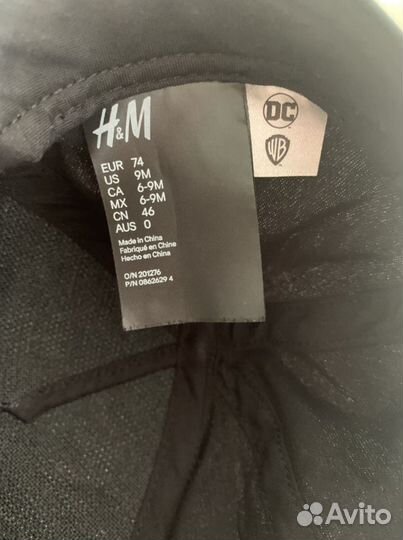 H&M
EUR 74
US 9M
CA 6-9M
MX 6-9M
CN 46
AUS 0
Made in China
Fabriqué en Chine
Hecho en China
O/N 201276
P/N 0862629 4
DC
WB
Avito